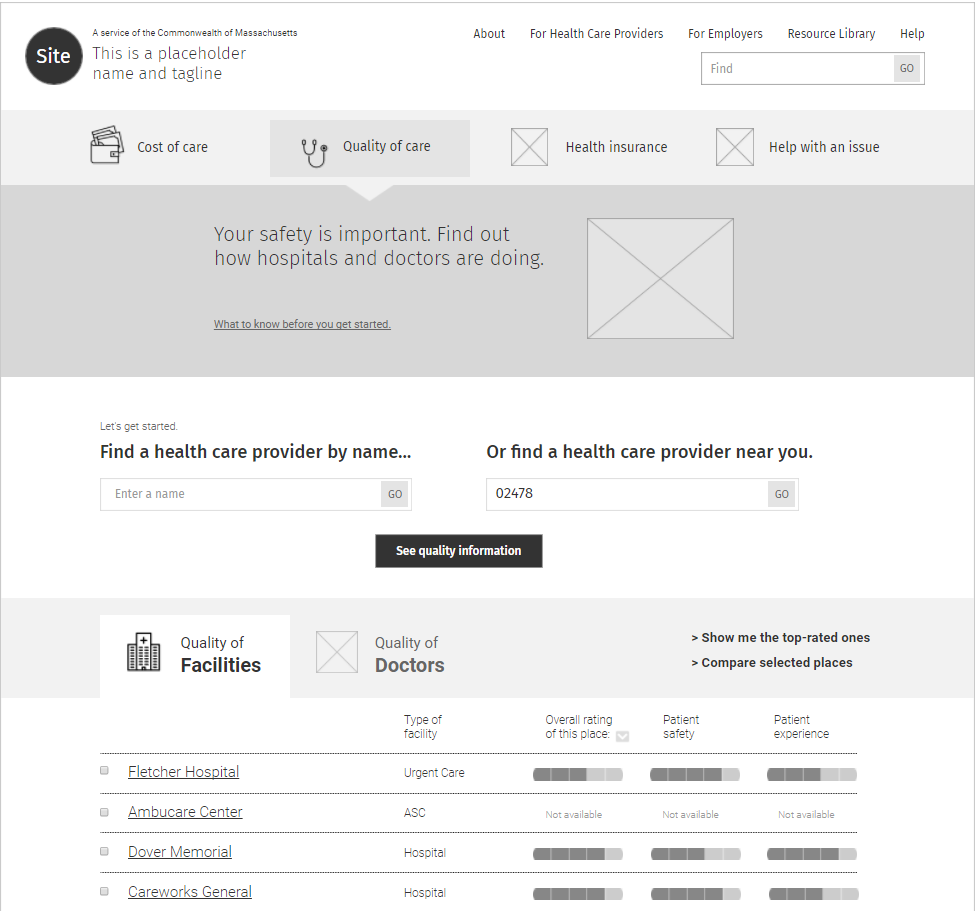 Site
A service of the Commonwealth of Massachusetts
This is a placeholder
name and tagline
About For Health Care Providers For Employers Resource Library Help
Find GO
Cost of care Quality of care Health insurance Help with an issue
Your safety is important. Find out
how hospitals and doctors are doing.
What to know before you get started.
Let's get started.
Find a health care provider by name...
Enter a name GO
Or find a health care provider near you.
02478 GO
See quality information
Quality of
Facilities
Quality of
Doctors
> Show me the top-rated ones
> Compare selected places
Type of
facility
Overall rating
of this place:
Patient
safety
Patient
experience
Fletcher Hospital Urgent Care
Ambucare Center ASC Not available Not available Not available
Dover Memorial Hospital
Careworks General Hospital